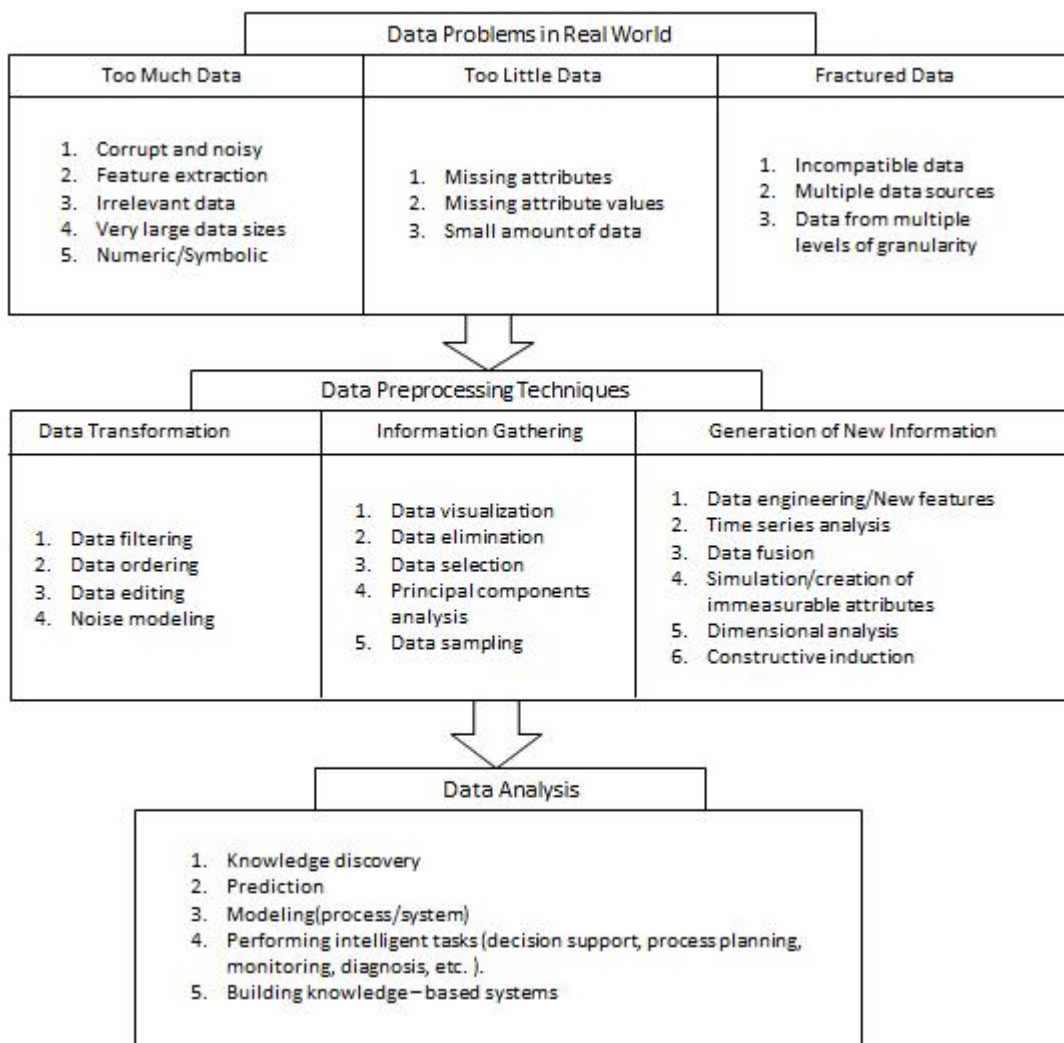 Data Problems in Real World
Too Much Data
1. Corrupt and noisy
2. Feature extraction
3. Irrelevant data
4. Very large data sizes
5. Numeric/Symbolic
Too Little Data
1. Missing attributes
2. Missing attribute values
3. Small amount of data
Fractured Data
1. Incompatible data
2. Multiple data sources
3. Data from multiple
levels of granularity
Data Preprocessing Techniques
Data Transformation
1. Data filtering
2. Data ordering
3. Data editing
4. Noise modeling
Information Gathering
1. Data visualization
2. Data elimination
3. Data selection
4. Principal components
analysis
5. Data sampling
Generation of New Information
1. Data engineering/New features
2. Time series analysis
3. Data fusion
4. Simulation/creation of
immeasurable attributes
5. Dimensional analysis
6. Constructive induction
Data Analysis
1. Knowledge discovery
2. Prediction
3. Modeling(process/system)
4. Performing intelligent tasks (decision support, process planning,
monitoring, diagnosis, etc. ).
5. Building knowledge – based systems